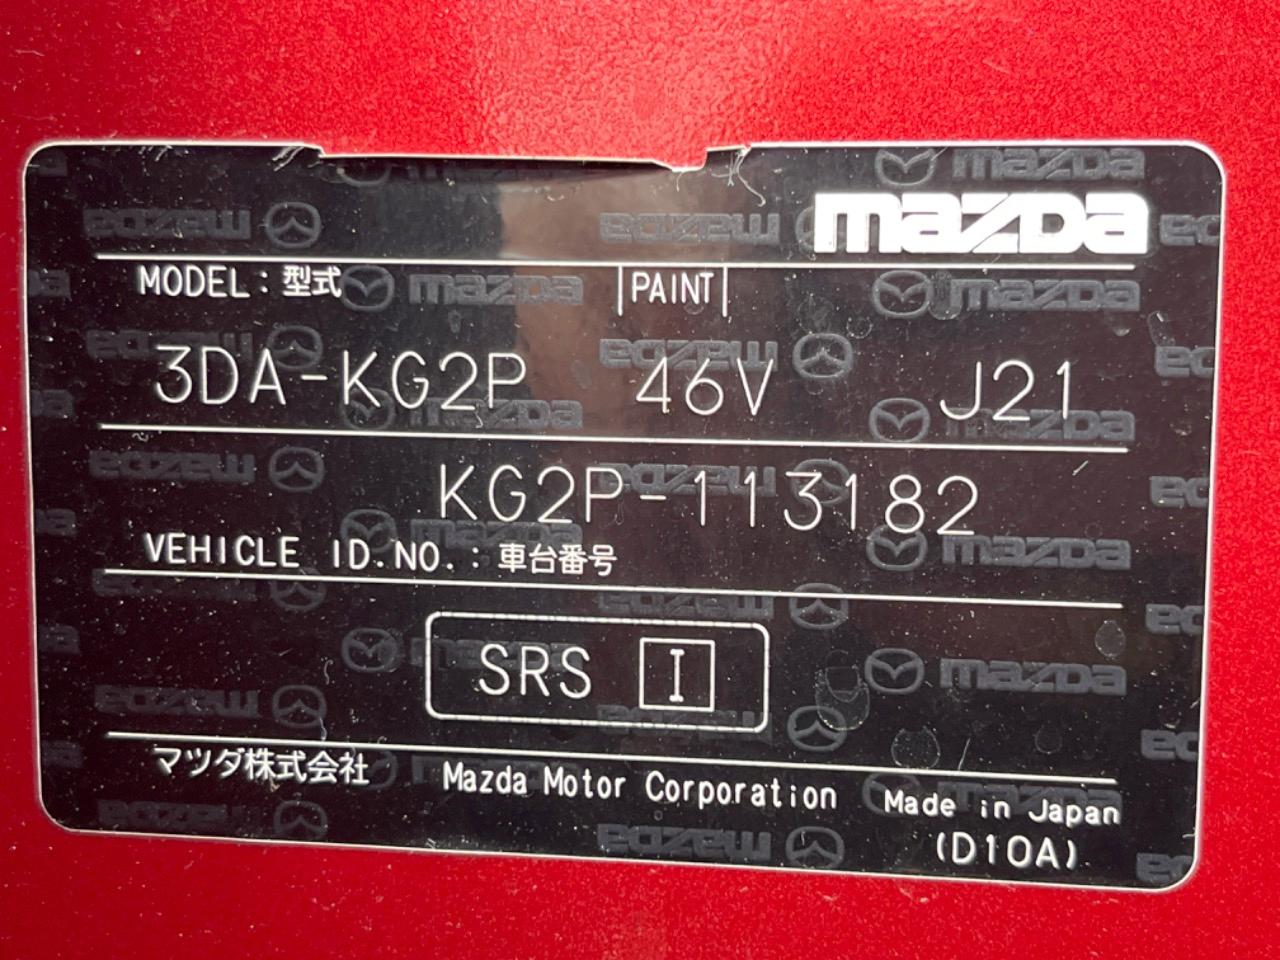 mazda
MODEL : 型式 PAINT
3DA-KG2P 46V J21
KG2P-113182
VEHICLE ID.NO. : 車台番号
SRS I
マツダ株式会社 Mazda Motor Corporation Made in Japan
(D10A)